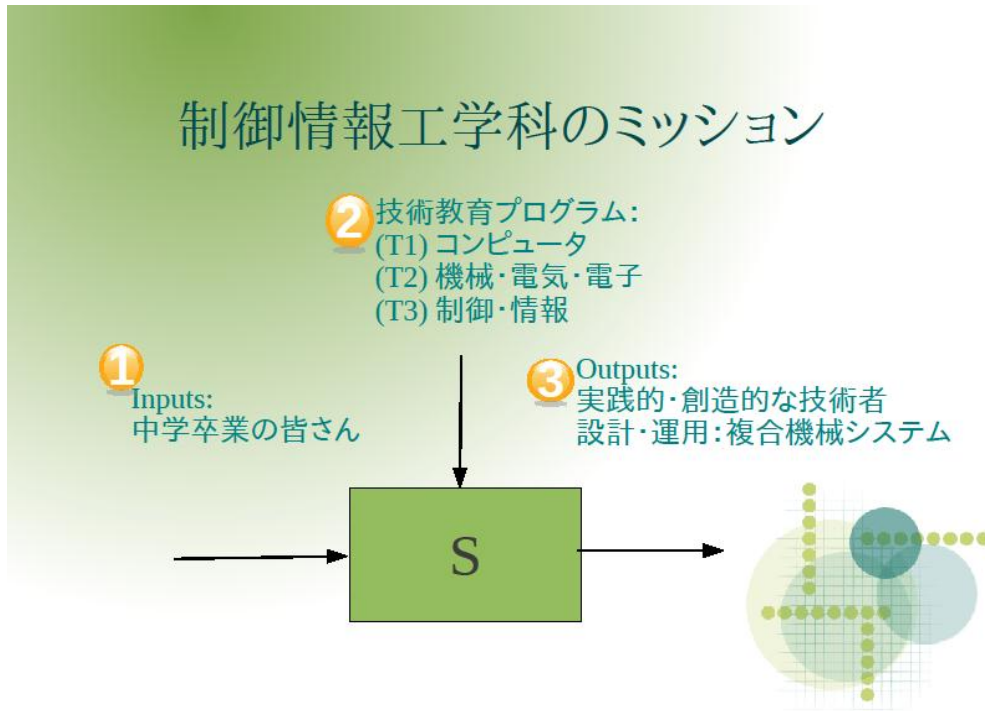 制御情報工学科のミッション
2
技術教育プログラム:
(T1) コンピュータ
(T2) 機械・電気・電子
(T3) 制御・情報
1
Inputs:
中学卒業の皆さん
3
Outputs:
実践的・創造的な技術者
設計・運用:複合機械システム
S